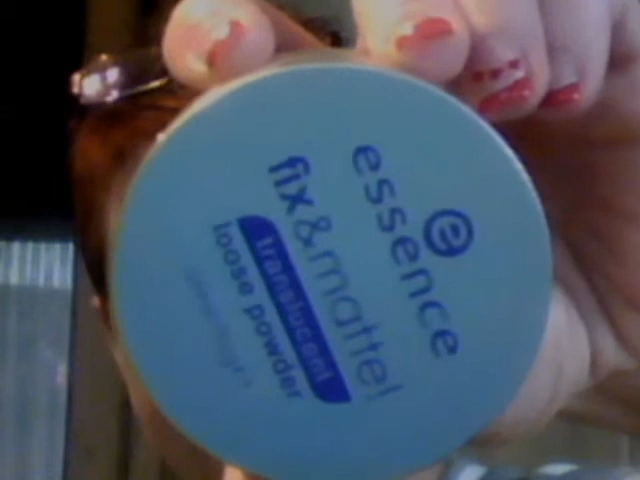 e
essence
fix&matte!
translucent
loose powder